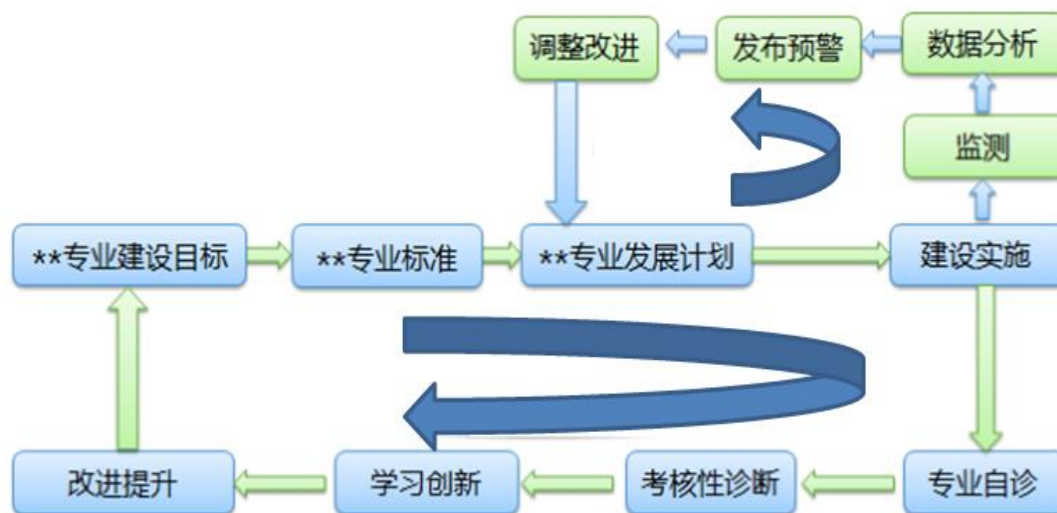 调整改进
发布预警
数据分析
监测
**专业建设目标
**专业标准
**专业发展计划
建设实施
改进提升
学习创新
考核性诊断
专业自诊